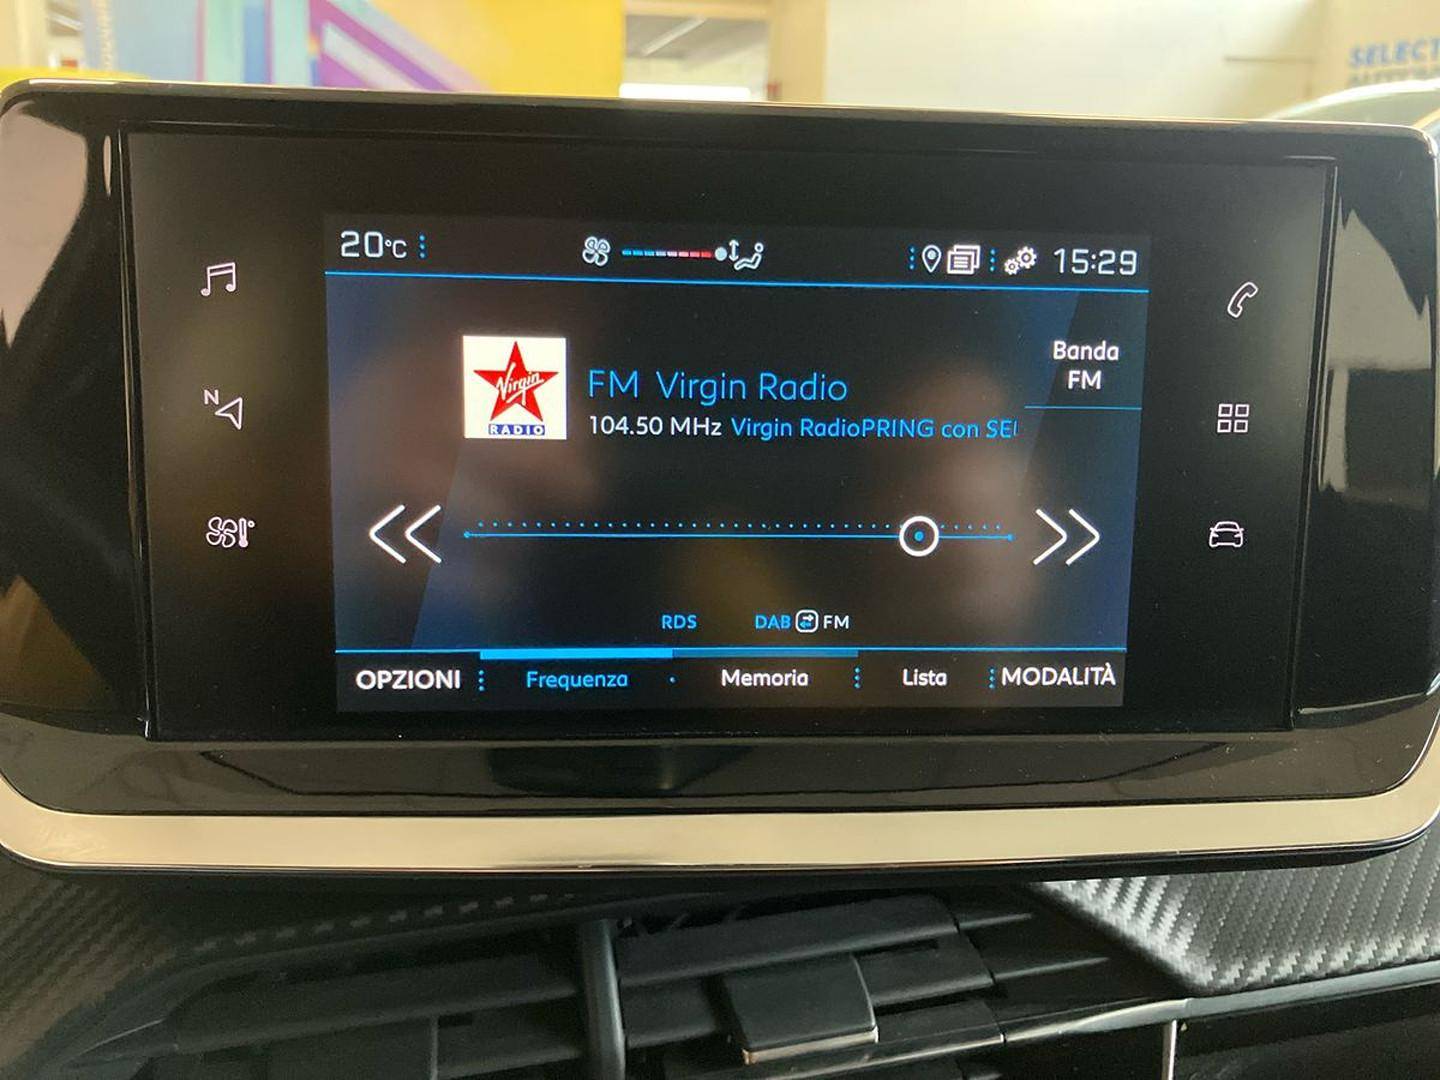 SELECT
20°C
15:29
Banda
FM
Virgin
RADIO
FM Virgin Radio
104.50 MHz Virgin RadioPRING con SE
N
RDS
DAB FM
OPZIONI
Frequenza
Memoria
Lista
MODALITÀ